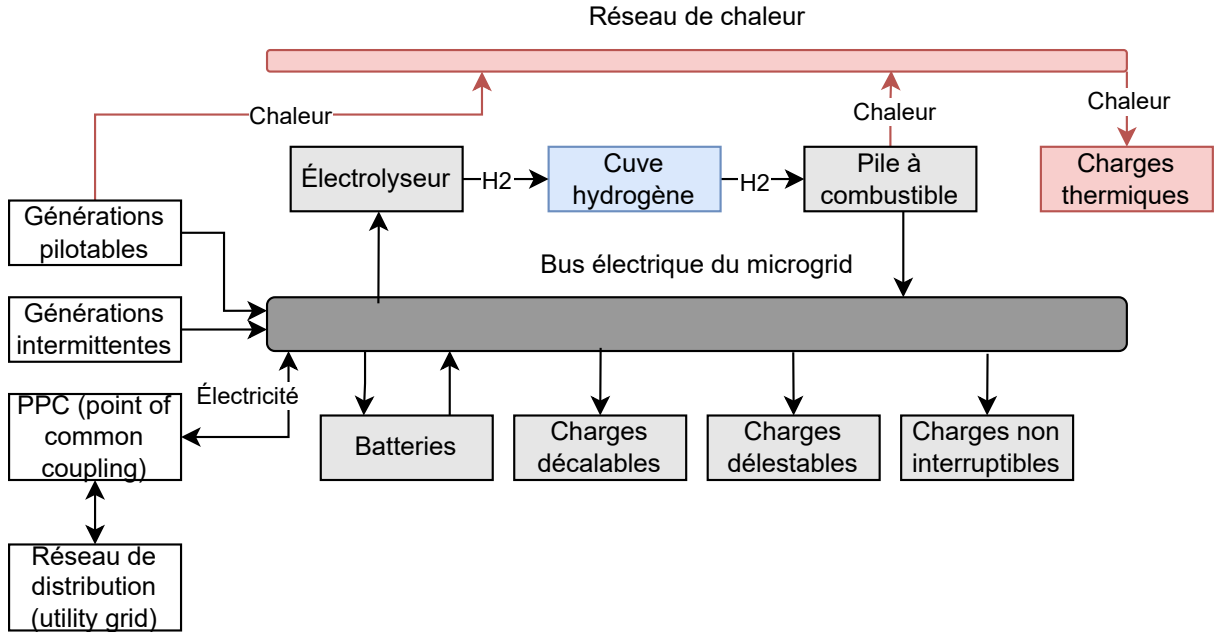 Réseau de chaleur
Chaleur
Chaleur
Chaleur
Électrolyseur
H2
Cuve
hydrogène
H2
Pile à
combustible
Charges
thermiques
Générations
pilotables
Bus électrique du microgrid
Générations
intermittentes
Électricité
PPC (point of
common
coupling)
Batteries
Charges
décalables
Charges
délestables
Charges non
interruptibles
Réseau de
distribution
(utility grid)